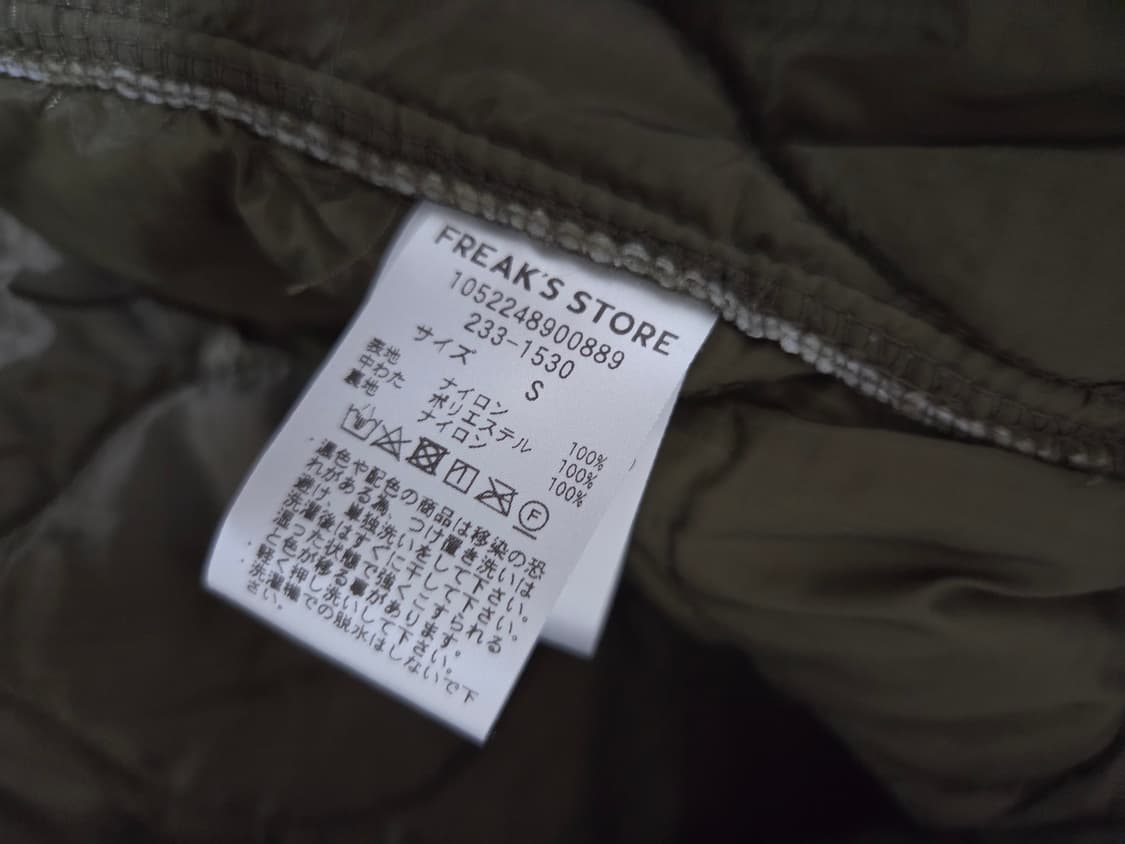 FREAK'S STORE
1052248900889
233-1530
サイズ S
表地 ナイロン 100%
中わた ポリエステル 100%
裏地 ナイロン 100%
F
・濃色や配色の商品は移染の恐
れがある為、つけ置き洗いは
避け、単独洗いをして下さい。
洗濯後はすぐに干して下さい。
湿った状態で強くこすられる
と色が移る事があります。
・軽く押し洗いして下さい。
・洗濯機での脱水はしないで下
さい。